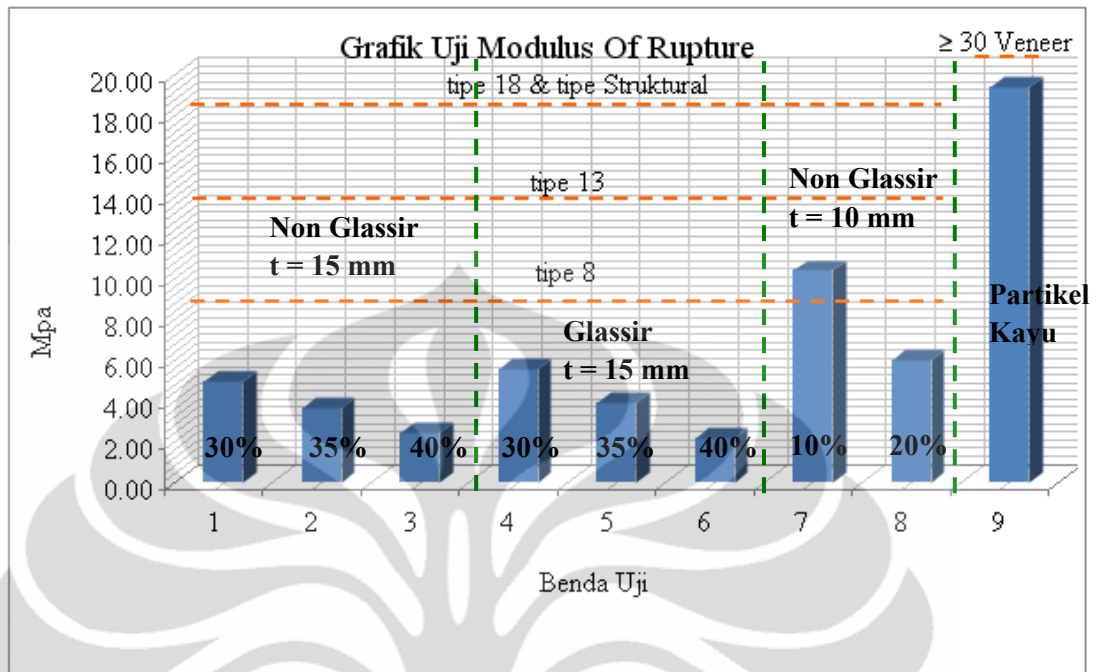 Grafik Uji Modulus Of Rupture
≥ 30 Veneer
tipe 18 & tipe Struktural
tipe 13
tipe 8
Non Glassir
t = 15 mm
Glassir
t = 15 mm
Non Glassir
t = 10 mm
Partikel
Kayu
Mpa
20.00
18.00
16.00
14.00
12.00
10.00
8.00
6.00
4.00
2.00
0.00
30% 35% 40% 30% 35% 40% 10% 20%
1 2 3 4 5 6 7 8 9
Benda Uji